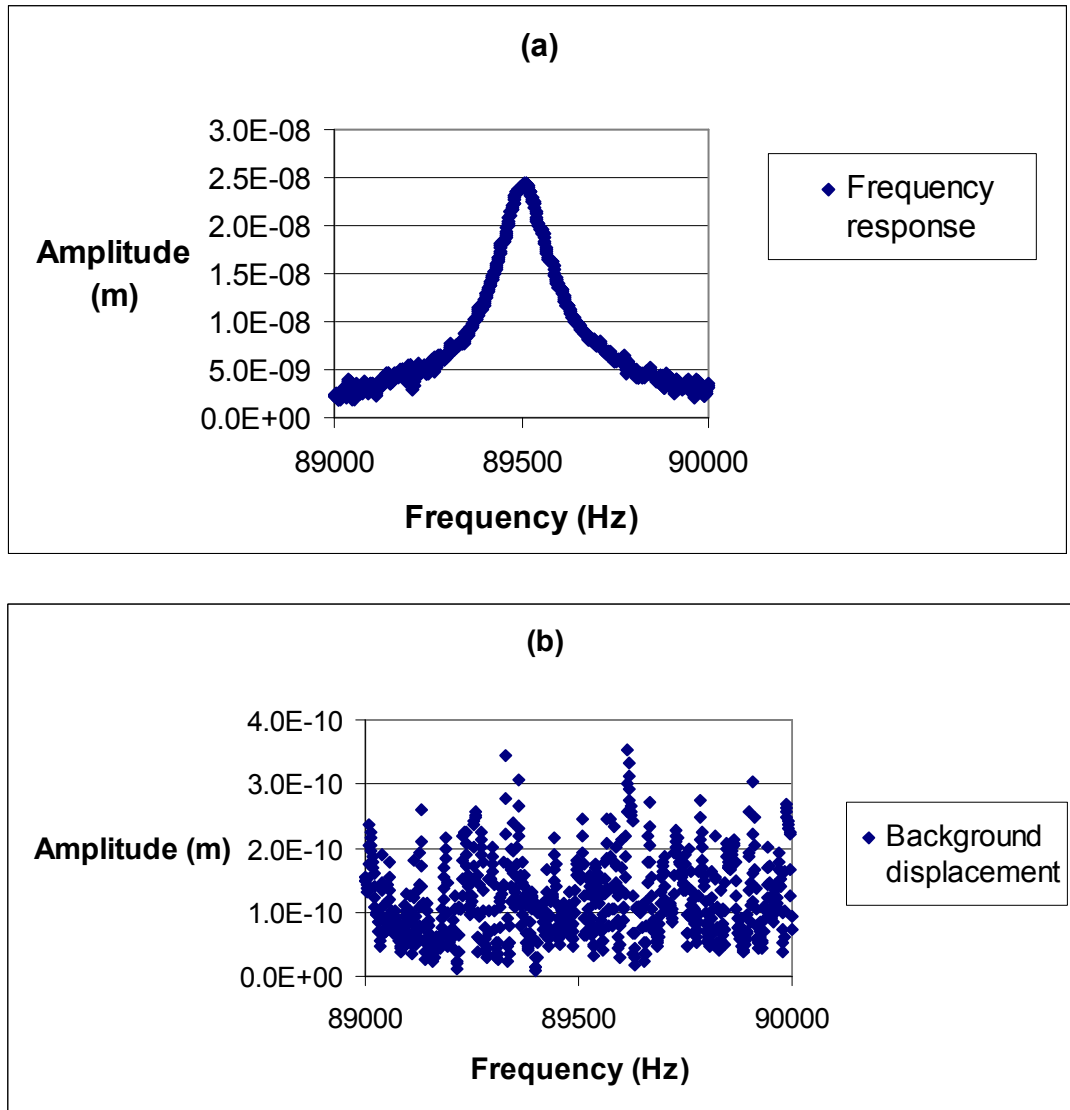 (a)
3.0E-08
2.5E-08
2.0E-08
1.5E-08
1.0E-08
5.0E-09
0.0E+00
Amplitude
(m)
89000 89500 90000
Frequency (Hz)
Frequency
response
(b)
4.0E-10
3.0E-10
2.0E-10
1.0E-10
0.0E+00
Amplitude (m)
89000 89500 90000
Frequency (Hz)
Background
displacement